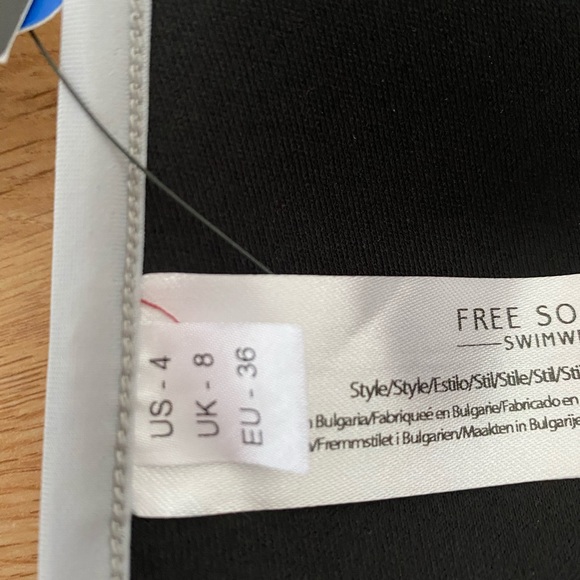 US - 4
UK - 8
EU - 36
FREE SO
SWIMW
Style/Style/Estilo/Stil/Stile/Stil/Sti
Bulgaria/Fabriqueé en Bulgarie/Fabricado en
/Fremmstilet i Bulgarien/Maakten in Bulgarije